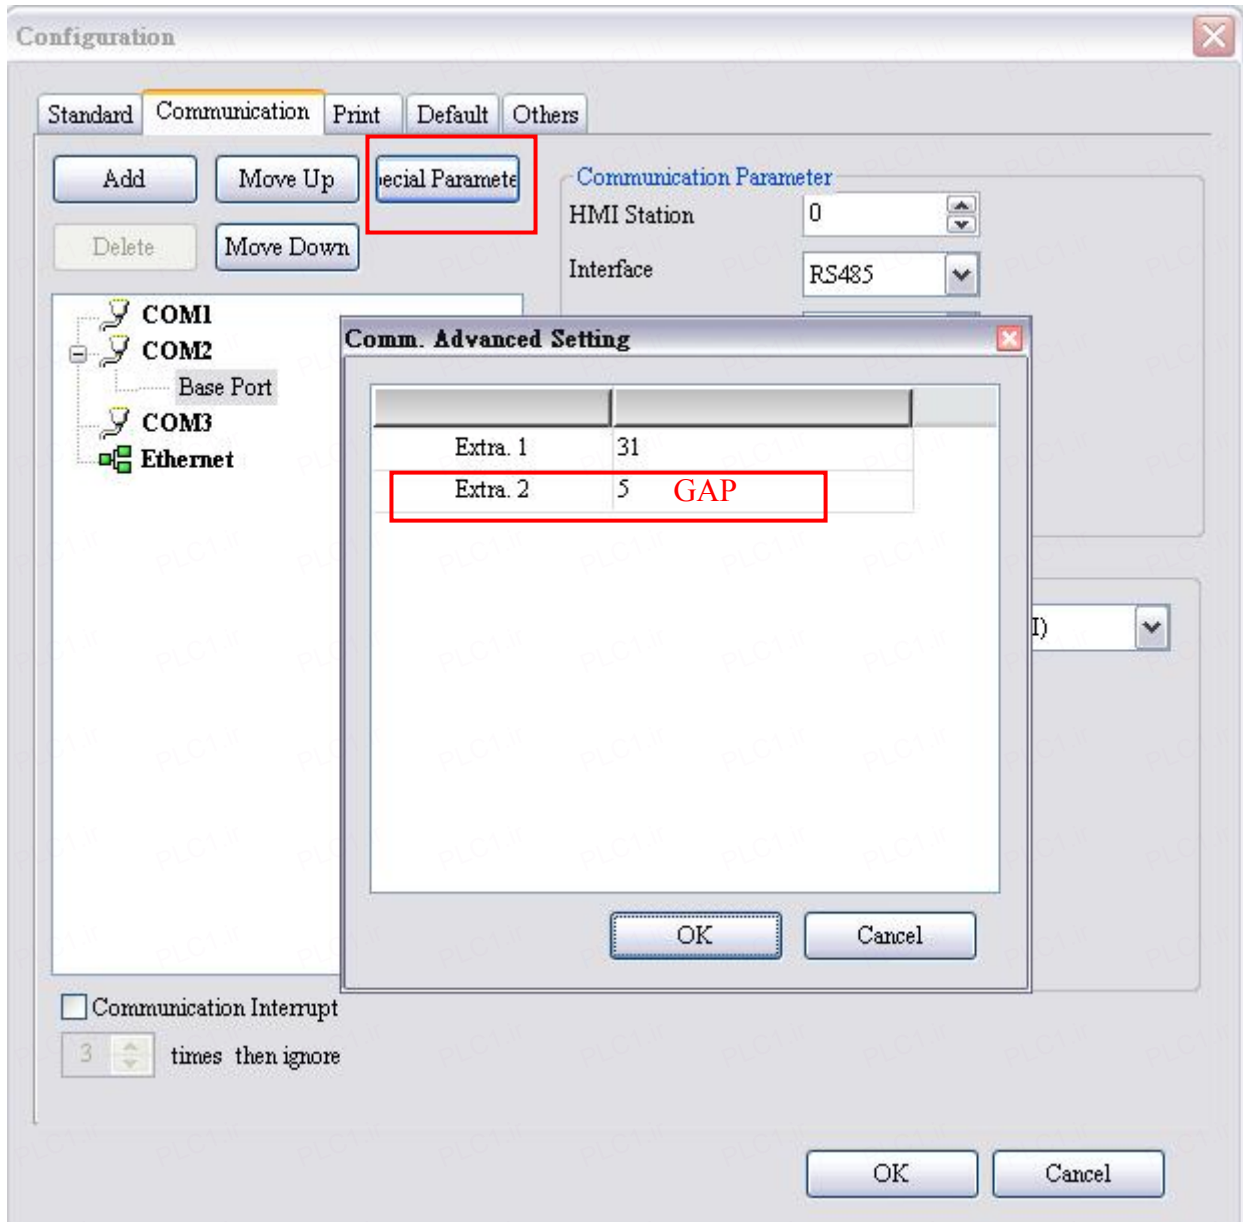 Configuration
Standard Communication Print Default Others
Add Move Up ecial Paramete
Delete Move Down
Communication Parameter
HMI Station 0
Interface RS485
COM1
COM2
Base Port
COM3
Ethernet
Comm. Advanced Setting
Extra. 1 31
Extra. 2 5 GAP
I)
OK Cancel
Communication Interrupt
3 times then ignore
OK Cancel
PLC1.ir